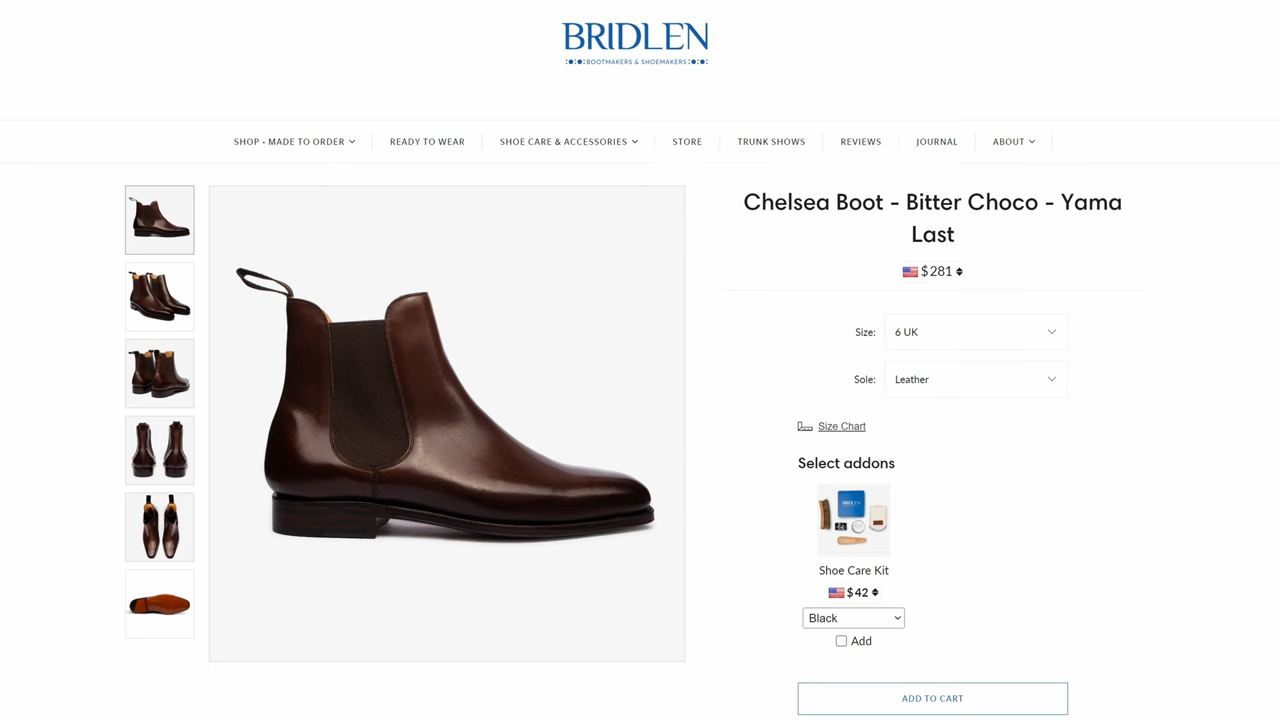 BRIDLEN
BOOTMAKERS & SHOEMAKERS
SHOP - MADE TO ORDER
READY TO WEAR
SHOE CARE & ACCESSORIES
STORE
TRUNK SHOWS
REVIEWS
JOURNAL
ABOUT
Chelsea Boot - Bitter Choco - Yama
Last
$281
Size: 6 UK
Sole: Leather
Size Chart
Select addons
BRIDLEN
Shoe Care Kit
$42
Black
Add
ADD TO CART